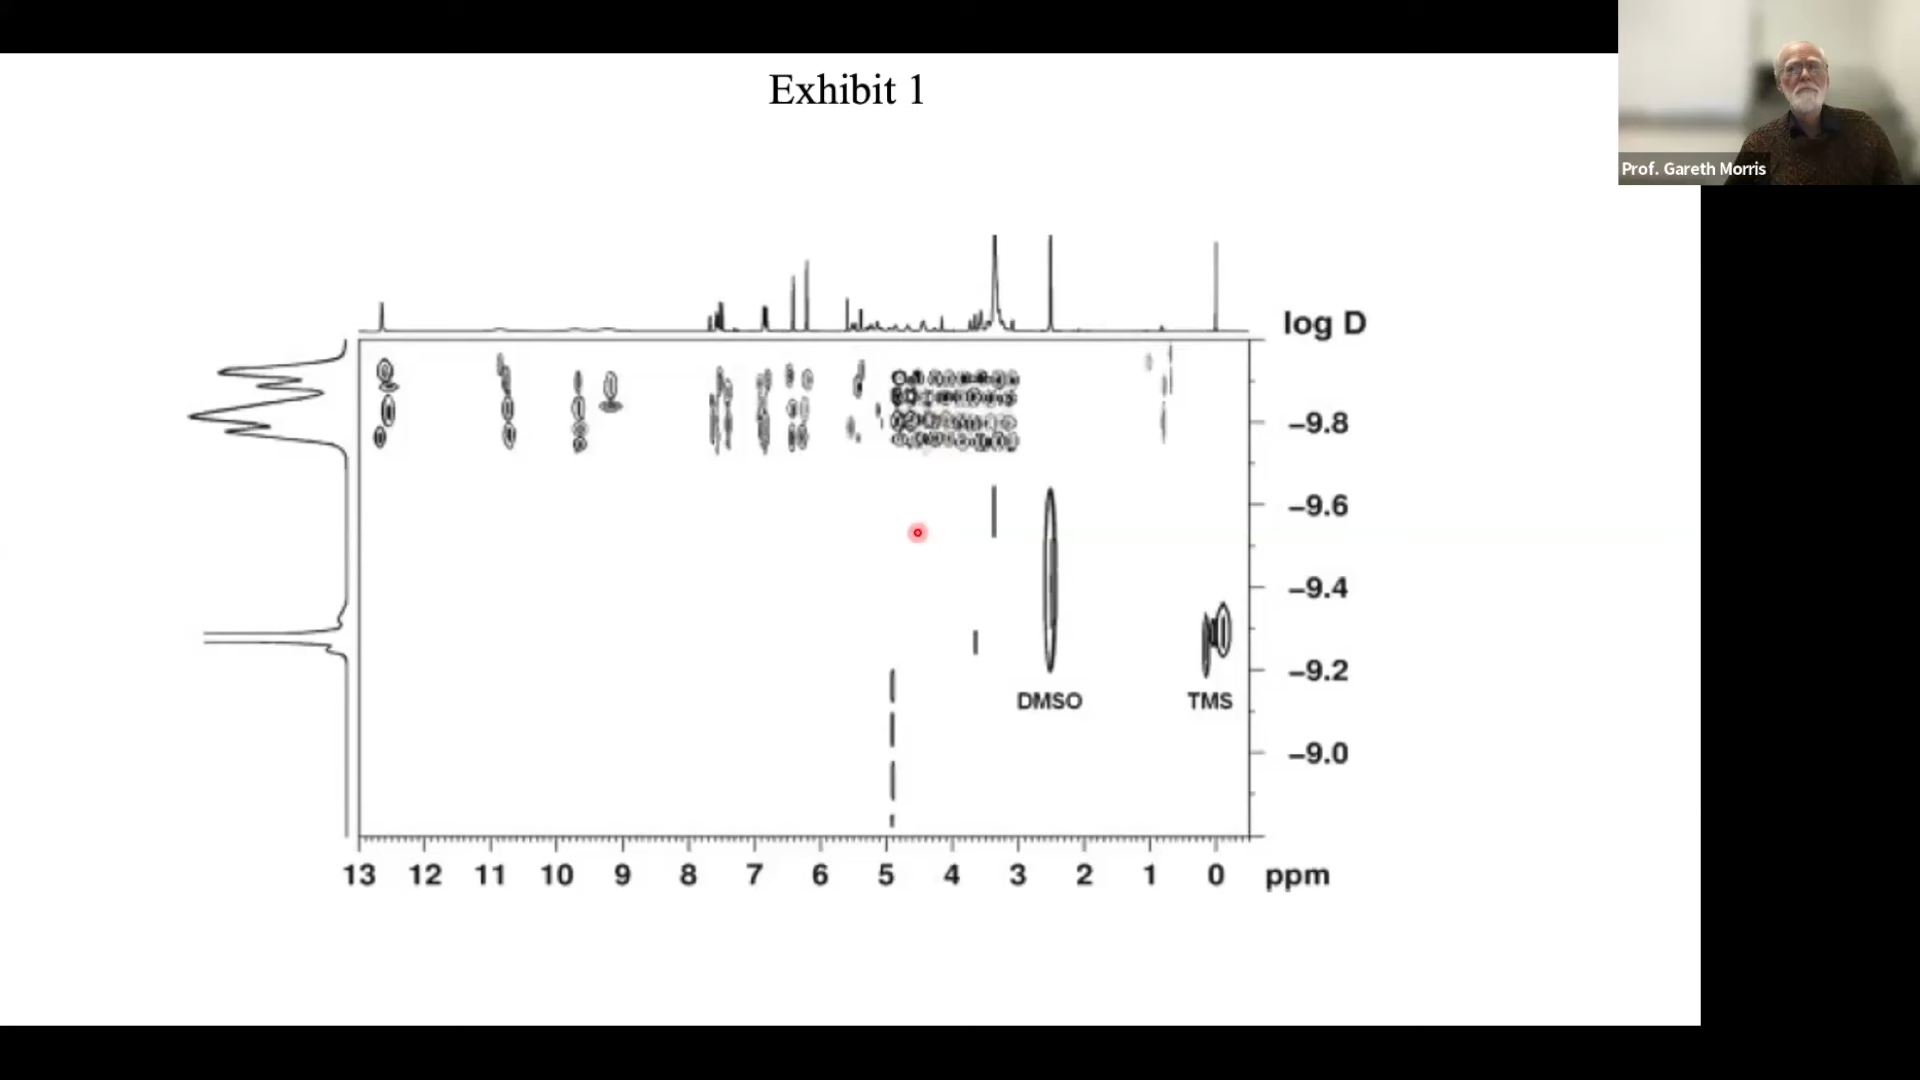 Exhibit 1
Prof. Gareth Morris
log D
−9.8
−9.6
−9.4
−9.2
DMSO
TMS
−9.0
13 12 11 10 9 8 7 6 5 4 3 2 1 0 ppm